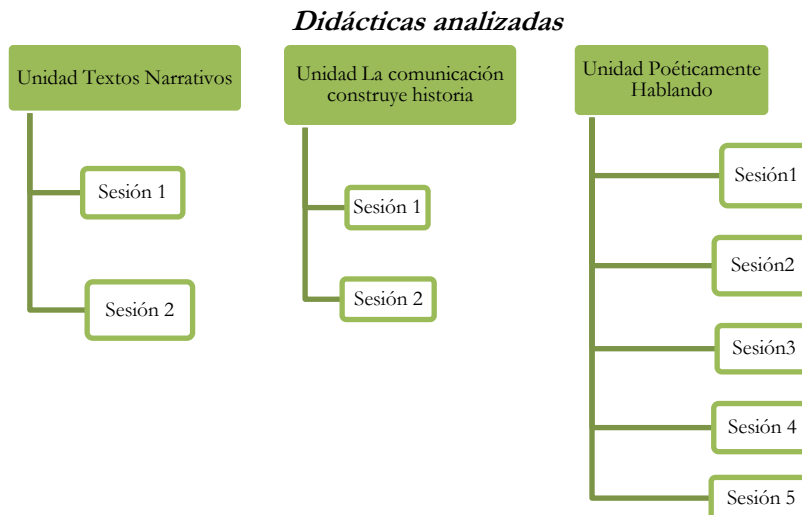 Didácticas analizadas
Unidad Textos Narrativos
Sesión 1
Sesión 2
Unidad La comunicación
construye historia
Sesión 1
Sesión 2
Unidad Poéticamente
Hablando
Sesión1
Sesión2
Sesión3
Sesión 4
Sesión 5